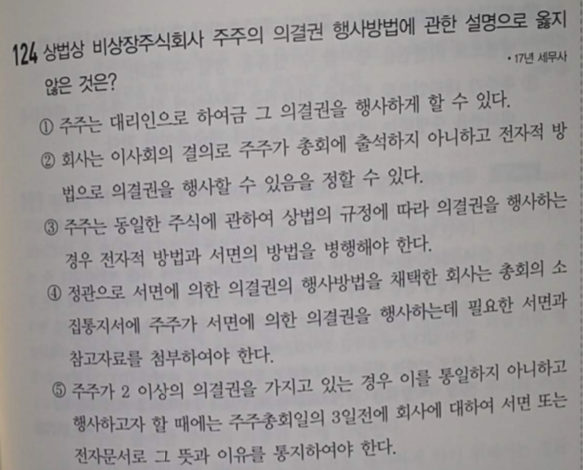 124 상법상 비상장주식회사 주주의 의결권 행사방법에 관한 설명으로 옳지
않은 것은?
• 17년 세무사
① 주주는 대리인으로 하여금 그 의결권을 행사하게 할 수 있다.
② 회사는 이사회의 결의로 주주가 총회에 출석하지 아니하고 전자적 방
법으로 의결권을 행사할 수 있음을 정할 수 있다.
③ 주주는 동일한 주식에 관하여 상법의 규정에 따라 의결권을 행사하는
경우 전자적 방법과 서면의 방법을 병행해야 한다.
④ 정관으로 서면에 의한 의결권의 행사방법을 채택한 회사는 총회의 소
집통지서에 주주가 서면에 의한 의결권을 행사하는데 필요한 서면과
참고자료를 첨부하여야 한다.
⑤ 주주가 2 이상의 의결권을 가지고 있는 경우 이를 통일하지 아니하고
행사하고자 할 때에는 주주총회일의 3일전에 회사에 대하여 서면 또는
전자문서로 그 뜻과 이유를 통지하여야 한다.